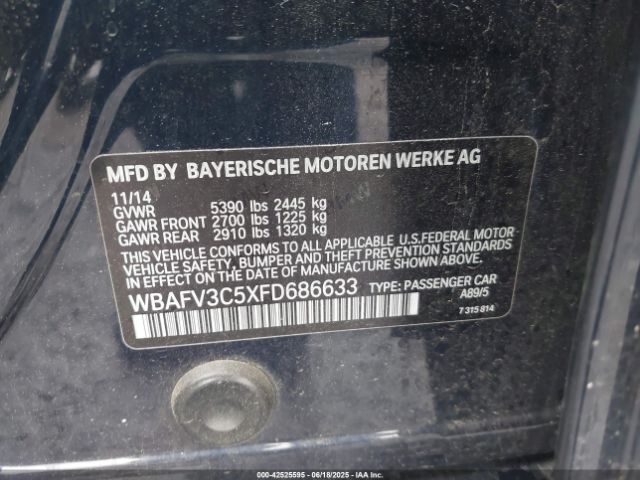 MFD BY BAYERISCHE MOTOREN WERKE AG
11/14
GVWR 5390 lbs 2445 kg
GAWR FRONT 2700 lbs 1225 kg
GAWR REAR 2910 lbs 1320 kg
THIS VEHICLE CONFORMS TO ALL APPLICABLE U.S.FEDERAL MOTOR
VEHICLE SAFETY, BUMPER AND THEFT PREVENTION STANDARDS
IN EFFECT ON THE DATE OF MANUFACTURE SHOWN ABOVE.
WBAFV3C5XFD686633 TYPE: PASSENGER CAR
A89/5
7 315 814
000-42525595 - 06/18/2025 - IAAI.COM